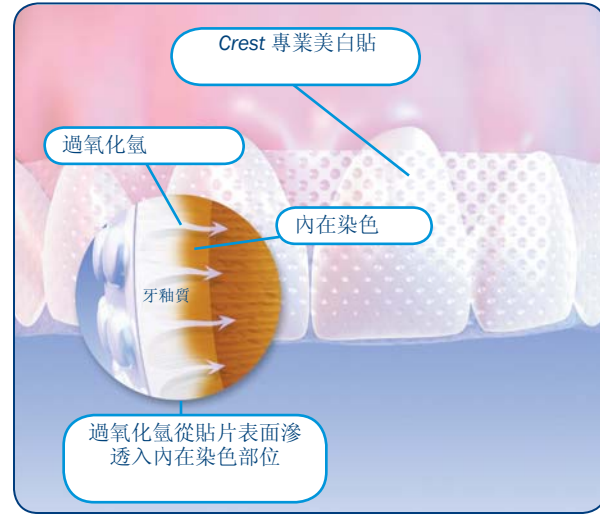 Crest 專業美白貼
過氧化氫
內在染色
牙釉質
過氧化氫從貼片表面滲
透入內在染色部位